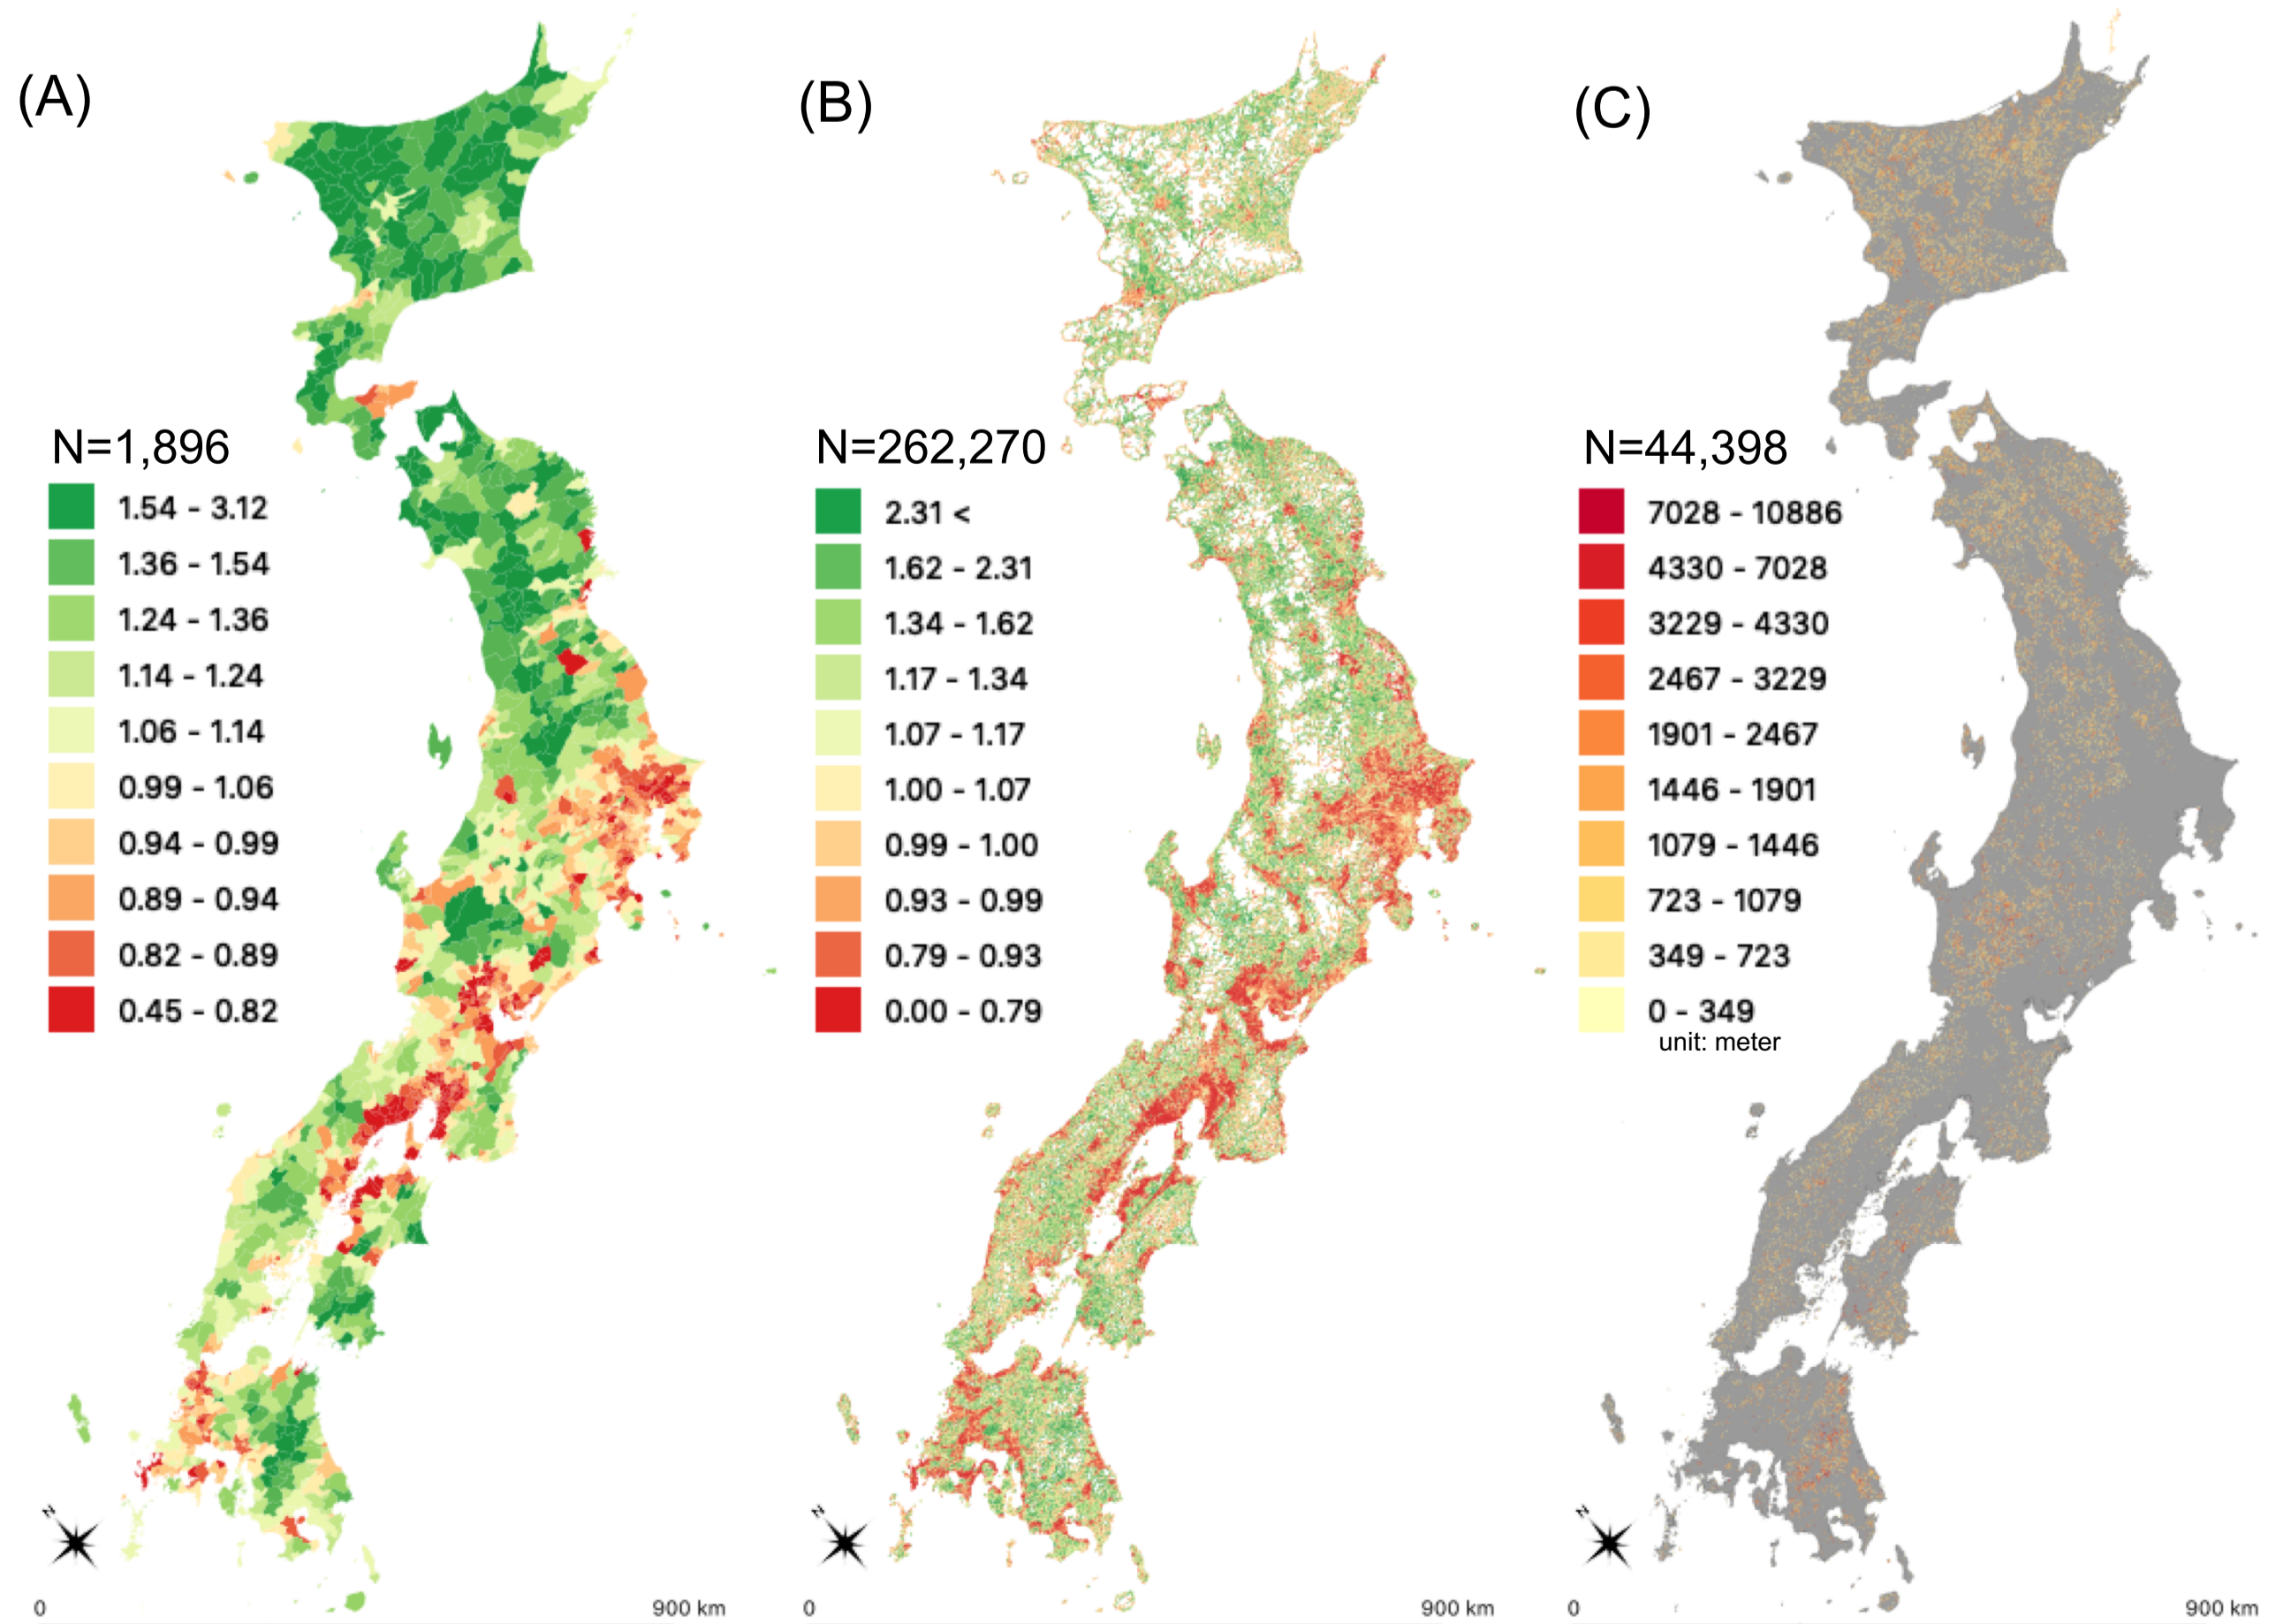 (A)
N=1,896
1.54 - 3.12
1.36 - 1.54
1.24 - 1.36
1.14 - 1.24
1.06 - 1.14
0.99 - 1.06
0.94 - 0.99
0.89 - 0.94
0.82 - 0.89
0.45 - 0.82
N
0
900 km
(B)
N=262,270
2.31 <
1.62 - 2.31
1.34 - 1.62
1.17 - 1.34
1.07 - 1.17
1.00 - 1.07
0.99 - 1.00
0.93 - 0.99
0.79 - 0.93
0.00 - 0.79
N
0
900 km
(C)
N=44,398
7028 - 10886
4330 - 7028
3229 - 4330
2467 - 3229
1901 - 2467
1446 - 1901
1079 - 1446
723 - 1079
349 - 723
0 - 349
unit: meter
N
0
900 km